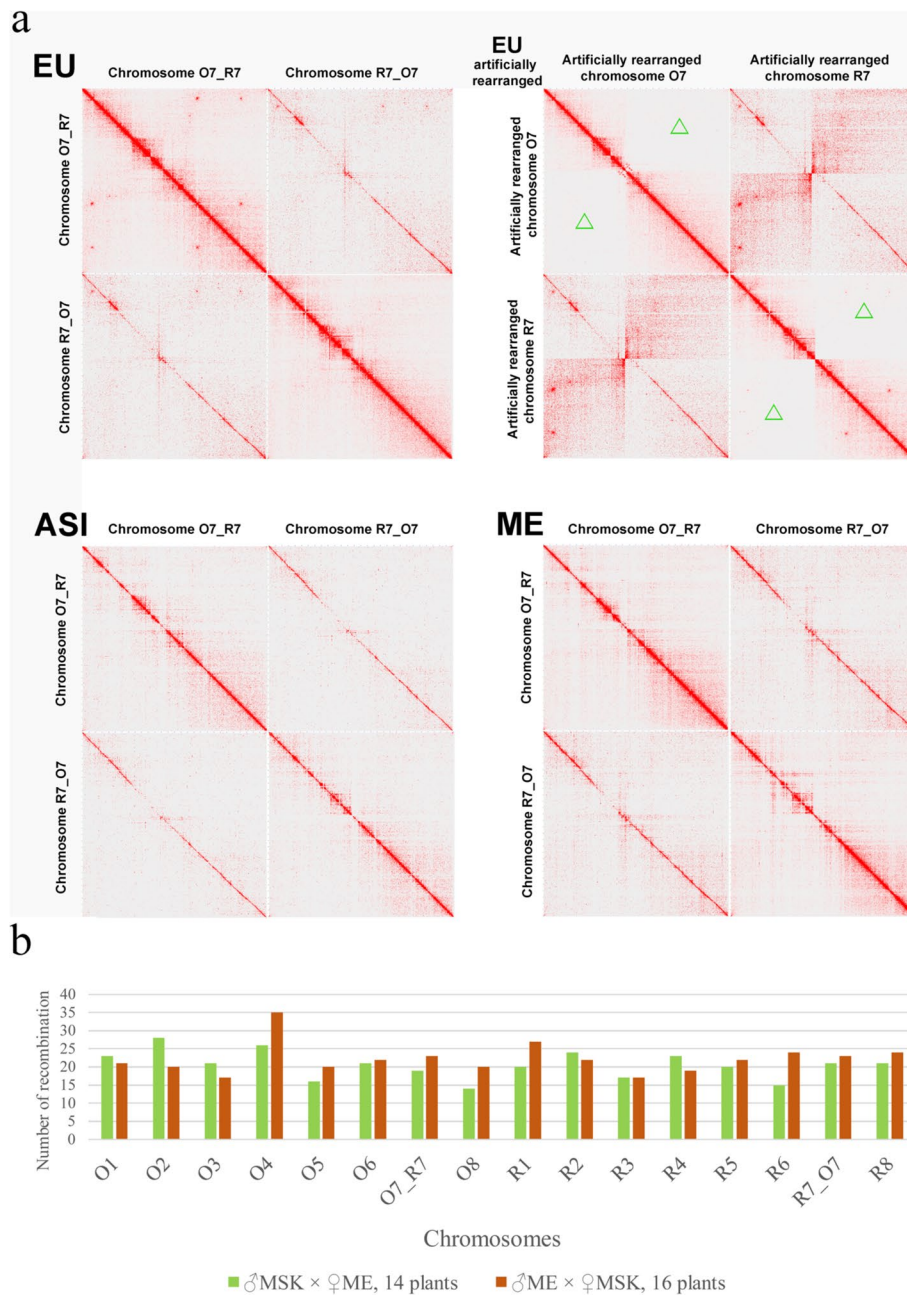 a
EU
Chromosome O7_R7
Chromosome R7_O7
Chromosome O7_R7
Chromosome R7_O7
EU
artificially
rearranged
Artificially rearranged
chromosome O7
Artificially rearranged
chromosome R7
Artificially rearranged
chromosome O7
Artificially rearranged
chromosome R7
ASI
Chromosome O7_R7
Chromosome R7_O7
Chromosome O7_R7
Chromosome R7_O7
ME
Chromosome O7_R7
Chromosome R7_O7
Chromosome O7_R7
Chromosome R7_O7
b
Number of recombination
40
35
30
25
20
15
10
5
0
O1
O2
O3
O4
O5
O6
O7_R7
O8
R1
R2
R3
R4
R5
R6
R7_O7
R8
Chromosomes
♂MSK × ♀ME, 14 plants
♂ME × ♀MSK, 16 plants